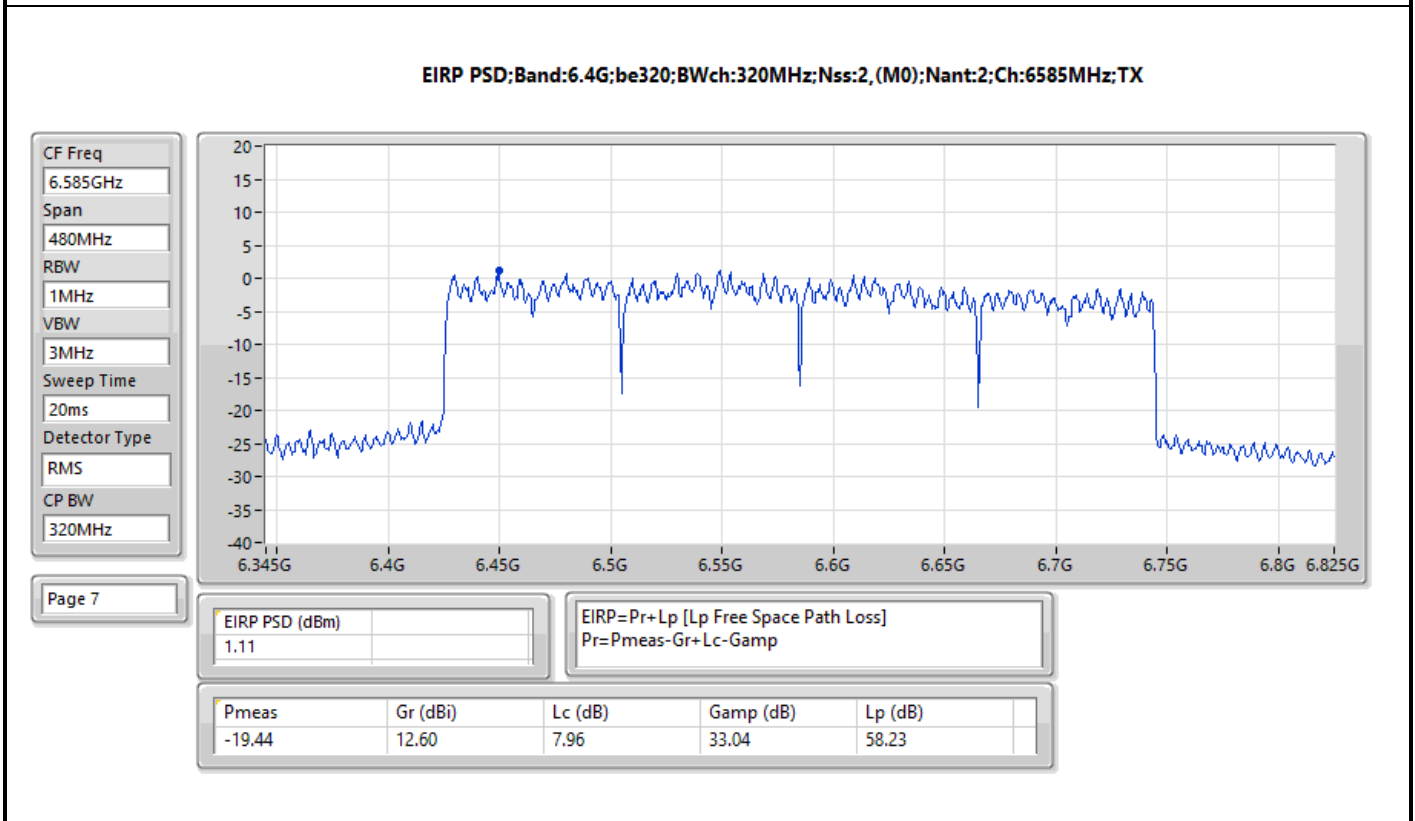 EIRP PSD;Band:6.4G;be320;BWch:320MHz;Nss:2,(M0);Nant:2;Ch:6585MHz;TX
CF Freq
6.585GHz
Span
480MHz
RBW
1MHz
VBW
3MHz
Sweep Time
20ms
Detector Type
RMS
CP BW
320MHz
Page 7
20
15
10
5
0
-5
-10
-15
-20
-25
-30
-35
-40
6.345G 6.4G 6.45G 6.5G 6.55G 6.6G 6.65G 6.7G 6.75G 6.8G 6.825G
EIRP PSD (dBm)
1.11
EIRP=Pr+Lp [Lp Free Space Path Loss]
Pr=Pmeas-Gr+Lc-Gamp
Pmeas Gr (dBi) Lc (dB) Gamp (dB) Lp (dB)
-19.44 12.60 7.96 33.04 58.23